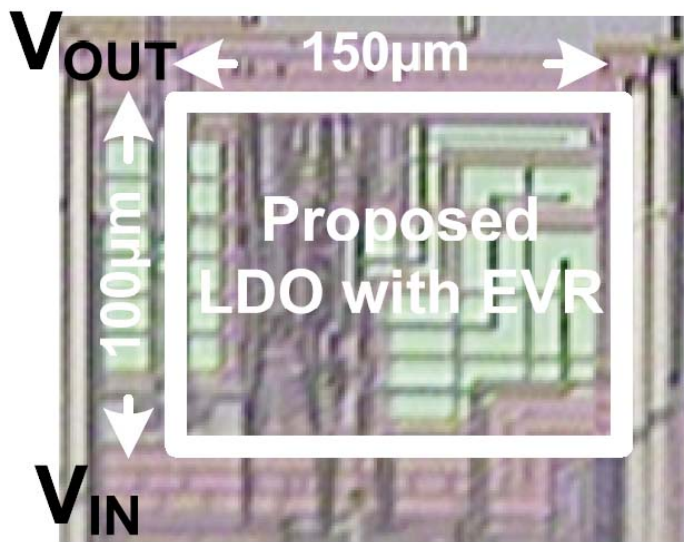 VOUT
150µm
100µm
Proposed
LDO with EVR
VIN